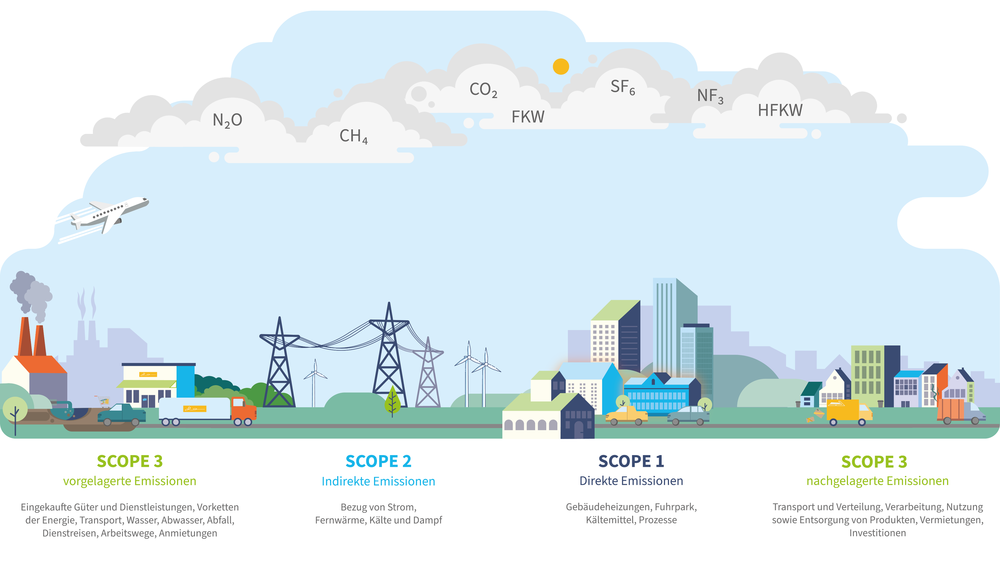 N₂O
CH₄
CO₂
FKW
SF₆
NF₃
HFKW
SCOPE 3
vorgelagerte Emissionen
Eingekaufte Güter und Dienstleistungen, Vorketten
der Energie, Transport, Wasser, Abwasser, Abfall,
Dienstreisen, Arbeitswege, Anmietungen
SCOPE 2
Indirekte Emissionen
Bezug von Strom,
Fernwärme, Kälte und Dampf
SCOPE 1
Direkte Emissionen
Gebäudeheizungen, Fuhrpark,
Kältemittel, Prozesse
SCOPE 3
nachgelagerte Emissionen
Transport und Verteilung, Verarbeitung, Nutzung
sowie Entsorgung von Produkten, Vermietungen,
Investitionen